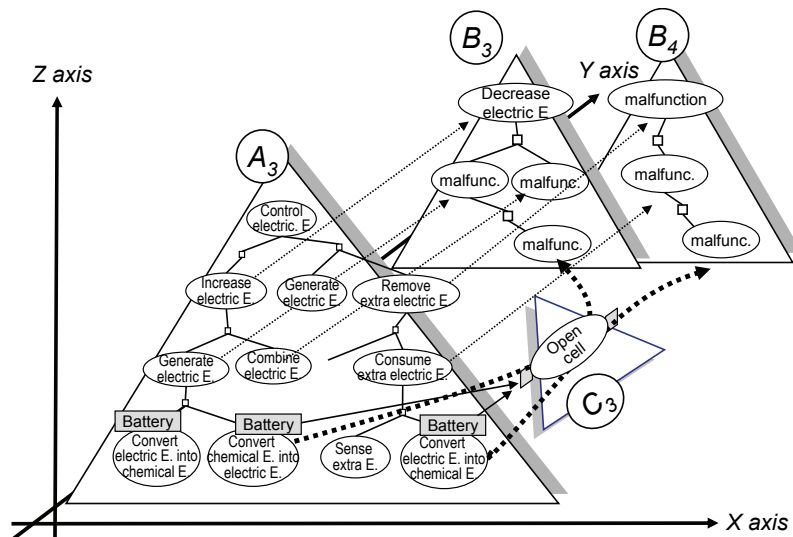 B3
B4
Z axis
Y axis
Decrease
electric E
malfunction
A3
malfunc.
malfunc.
malfunc.
Control
electric. E
malfunc.
malfunc.
Increase
electric E.
Generate
electric E.
Remove
extra electric E.
Open
cell
Generate
electric E.
Combine
electric E
Consume
extra electric E.
C3
Battery
Battery
Battery
Convert
electric E. into
chemical E.
Convert
chemical E. into
electric E.
Sense
extra E.
Convert
electric E. into
chemical E.
X axis